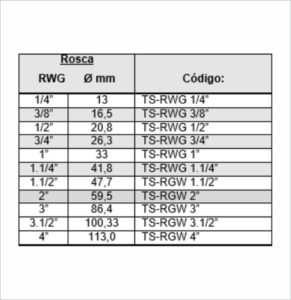 Rosca
RWG Ø mm Código:
1/4" 13 TS-RWG 1/4"
3/8" 16,5 TS-RWG 3/8"
1/2" 20,8 TS-RWG 1/2"
3/4" 26,3 TS-RWG 3/4"
1" 33 TS-RWG 1"
1.1/4" 41,8 TS-RWG 1.1/4"
1.1/2" 47,7 TS-RGW 1.1/2"
2" 59,5 TS-RGW 2"
3" 86,4 TS-RGW 3"
3.1/2" 100,33 TS-RGW 3.1/2"
4" 113,0 TS-RGW 4"